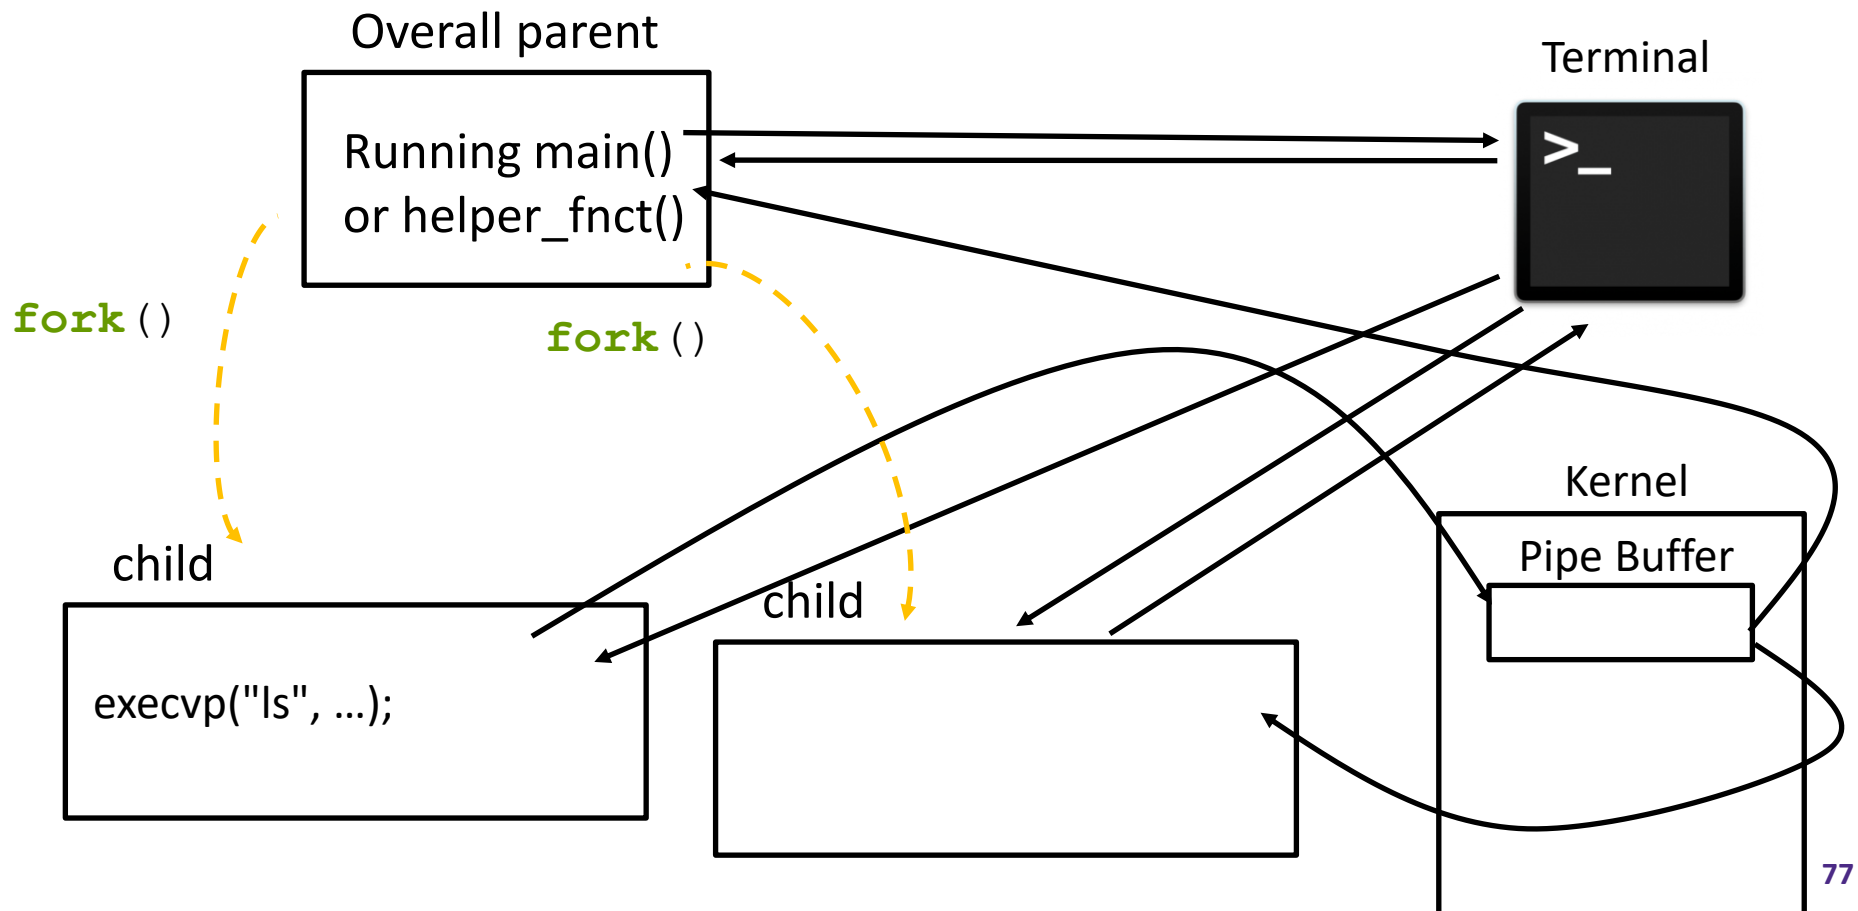 Overall parent
Terminal
Running main()
or helper_fnct()
>_
fork()
fork()
Kernel
Pipe Buffer
child
child
execvp("ls", …);
77